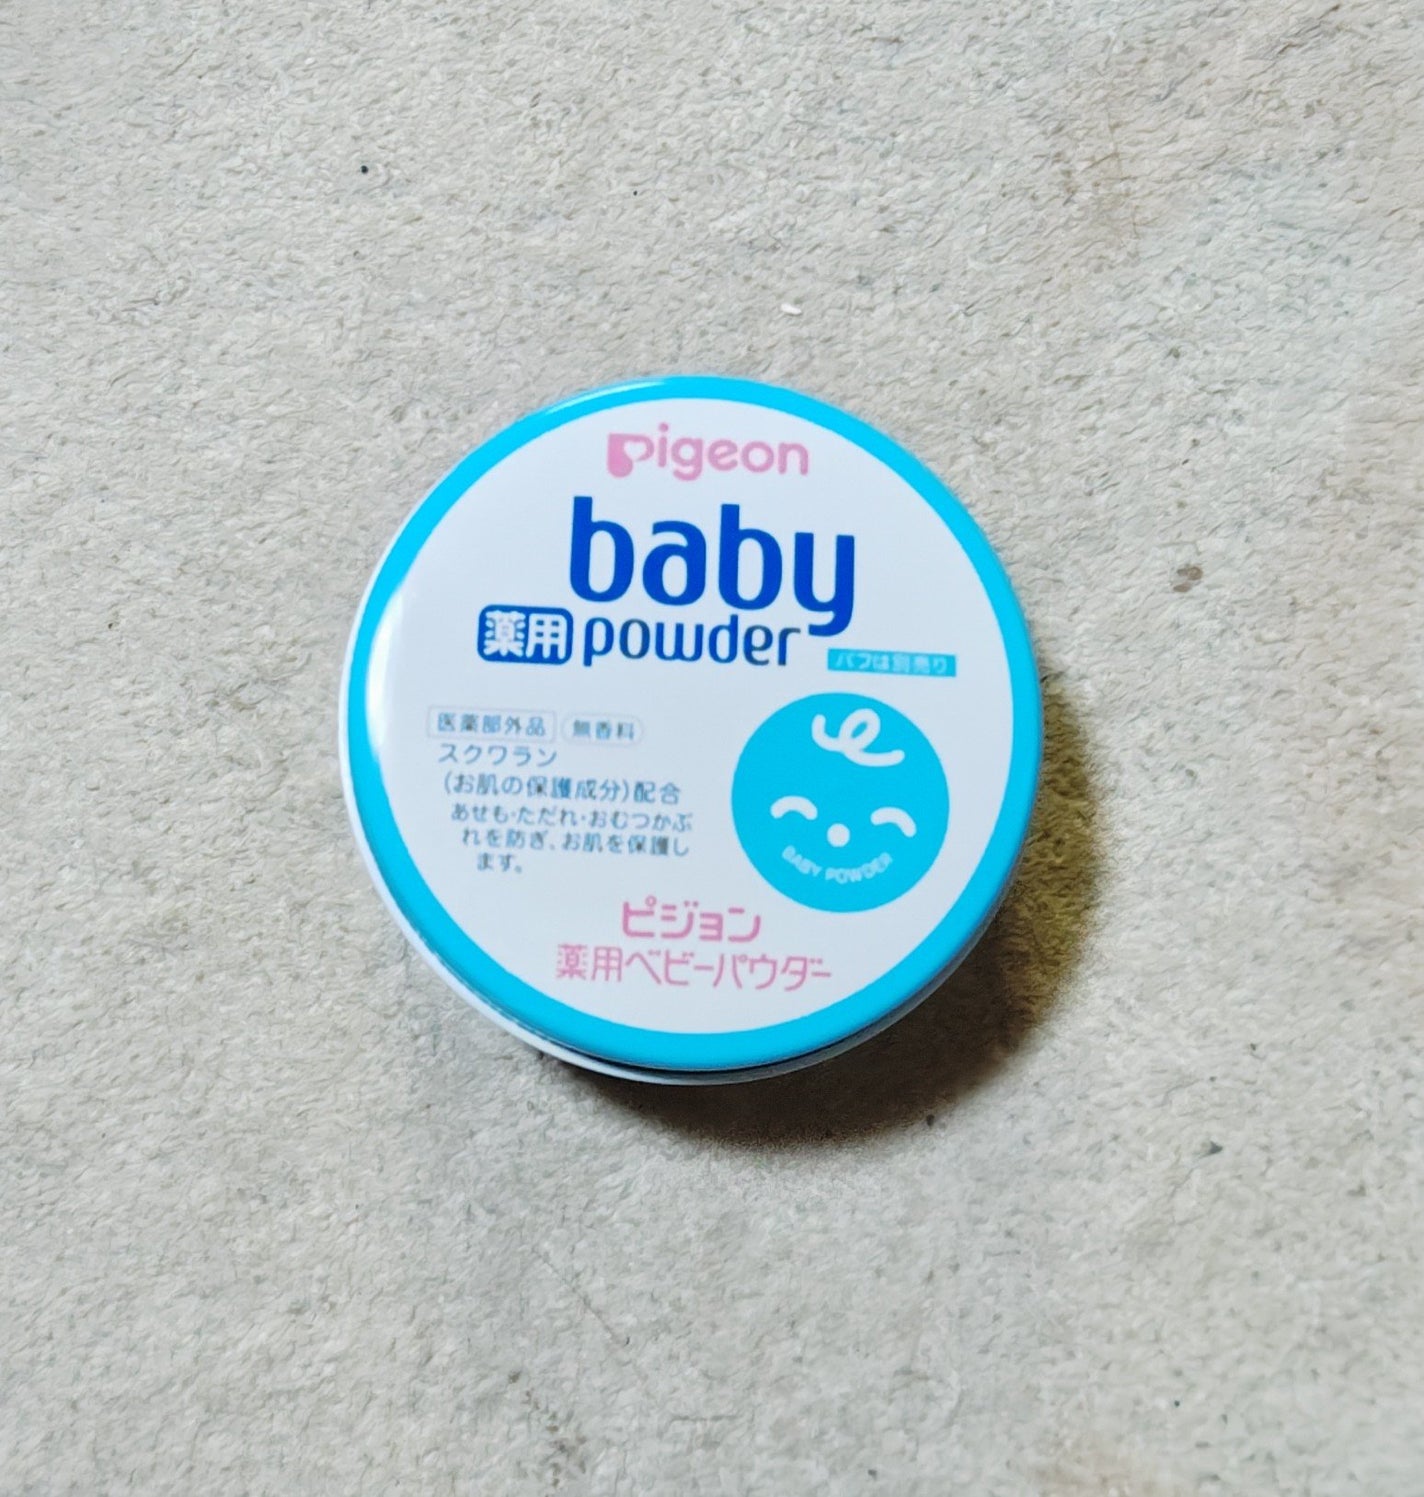 pigeon
baby
薬用 powder
パフは別売り
医薬部外品 無香料
スクワラン
(お肌の保護成分)配合
あせも・ただれ・おむつかぶ
れを防ぎ、お肌を保護し
ます。
BABY POWDER
ピジョン
薬用ベビーパウダー